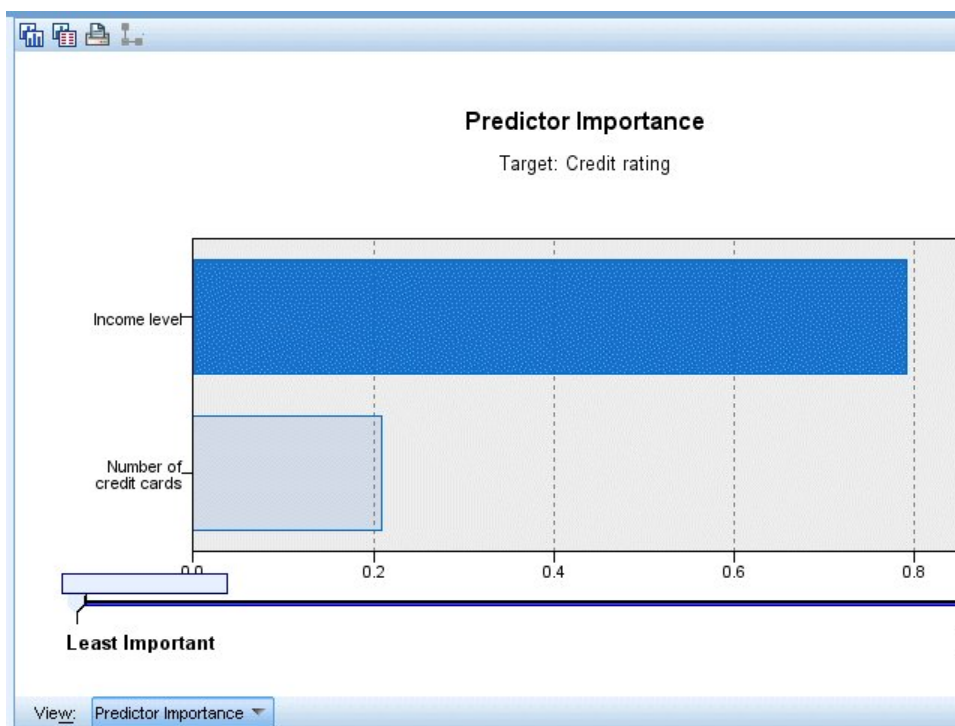 Predictor Importance
Target: Credit rating
Income level
Number of
credit cards
0.0 0.2 0.4 0.6 0.8
Least Important
View: Predictor Importance